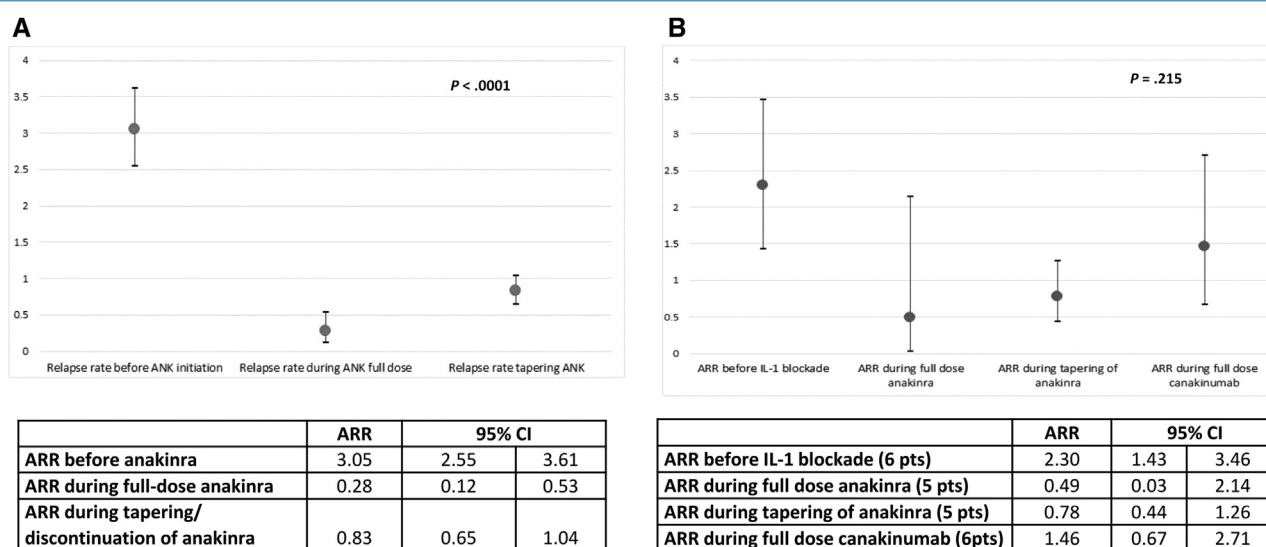 A
4
3.5
3
2.5
2
1.5
1
0.5
0
P < .0001
Relapse rate before ANK initiation Relapse rate during ANK full dose Relapse rate tapering ANK
ARR 95% CI
ARR before anakinra 3.05 2.55 3.61
ARR during full-dose anakinra 0.28 0.12 0.53
ARR during tapering/
discontinuation of anakinra 0.83 0.65 1.04
B
4
3.5
3
2.5
2
1.5
1
0.5
0
P = .215
ARR before IL-1 blockade ARR during full dose ARR during tapering of ARR during full dose
anakinra anakinra canakinumab
ARR 95% CI
ARR before IL-1 blockade (6 pts) 2.30 1.43 3.46
ARR during full dose anakinra (5 pts) 0.49 0.03 2.14
ARR during tapering of anakinra (5 pts) 0.78 0.44 1.26
ARR during full dose canakinumab (6pts) 1.46 0.67 2.71